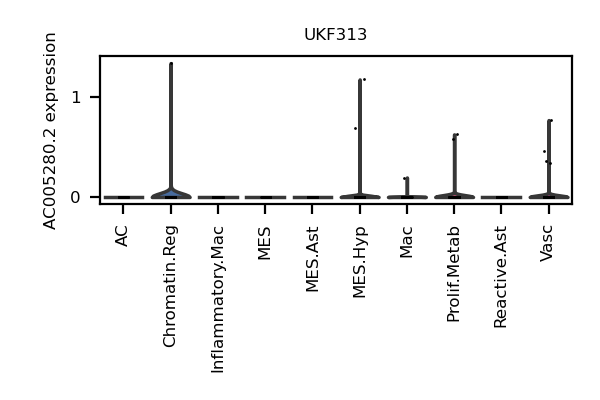 UKF313
AC005280.2 expression
1
0
AC
Chromatin.Reg
Inflammatory.Mac
MES
MES.Ast
MES.Hyp
Mac
Prolif.Metab
Reactive.Ast
Vasc